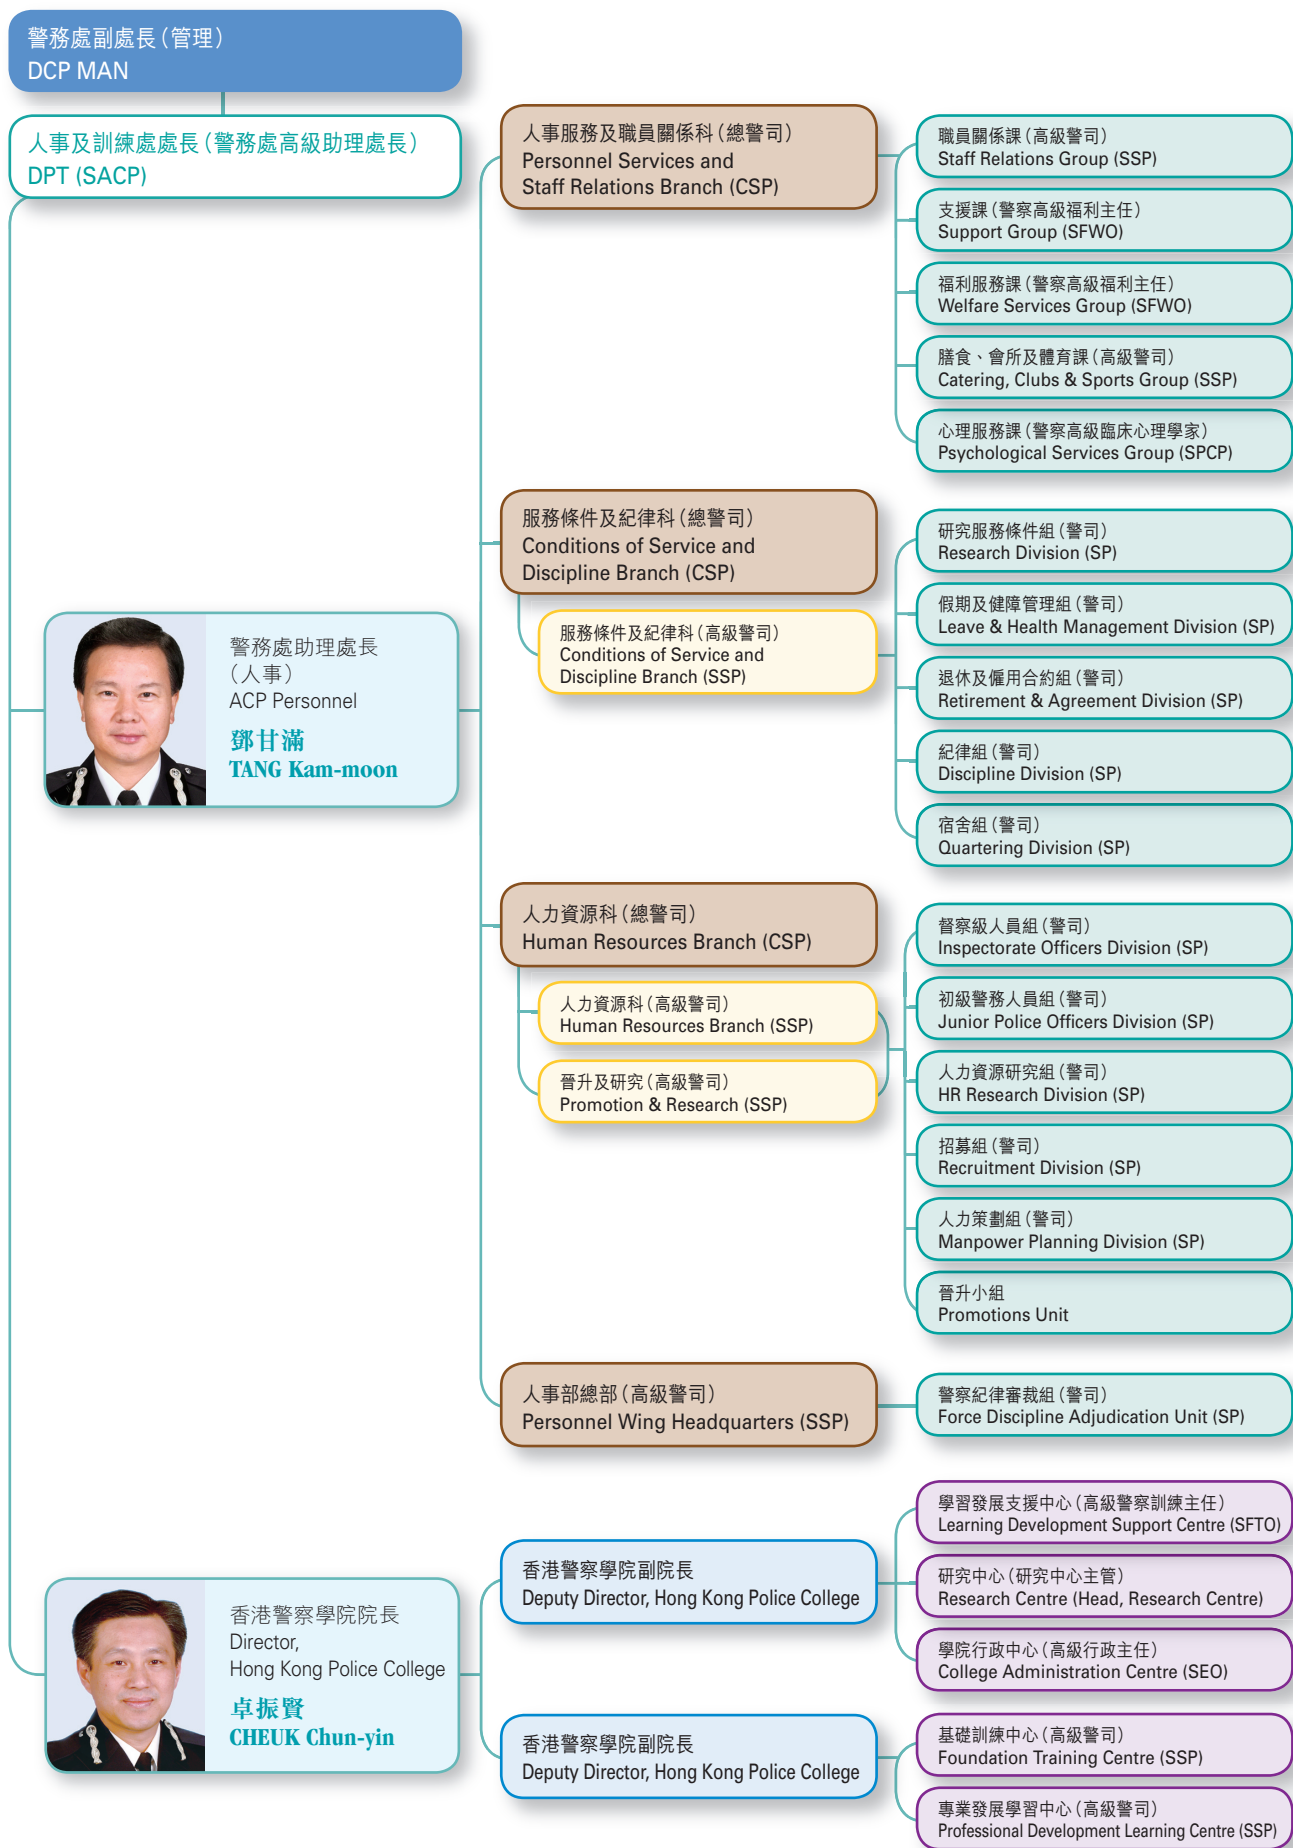 警務處副處長(管理)
DCP MAN
人事及訓練處處長(警務處高級助理處長)
DPT (SACP)
警務處助理處長
(人事)
ACP Personnel
鄧甘滿
TANG Kam-moon
人事服務及職員關係科(總警司)
Personnel Services and
Staff Relations Branch (CSP)
職員關係課(高級警司)
Staff Relations Group (SSP)
支援課(警察高級福利主任)
Support Group (SFWO)
福利服務課(警察高級福利主任)
Welfare Services Group (SFWO)
膳食、會所及體育課(高級警司)
Catering, Clubs & Sports Group (SSP)
心理服務課(警察高級臨床心理學家)
Psychological Services Group (SPCP)
服務條件及紀律科(總警司)
Conditions of Service and
Discipline Branch (CSP)
服務條件及紀律科(高級警司)
Conditions of Service and
Discipline Branch (SSP)
研究服務條件組(警司)
Research Division (SP)
假期及健障管理組(警司)
Leave & Health Management Division (SP)
退休及僱用合約組(警司)
Retirement & Agreement Division (SP)
紀律組(警司)
Discipline Division (SP)
宿舍組(警司)
Quartering Division (SP)
人力資源科(總警司)
Human Resources Branch (CSP)
人力資源科(高級警司)
Human Resources Branch (SSP)
晉升及研究(高級警司)
Promotion & Research (SSP)
督察級人員組(警司)
Inspectorate Officers Division (SP)
初級警務人員組(警司)
Junior Police Officers Division (SP)
人力資源研究組(警司)
HR Research Division (SP)
招募組(警司)
Recruitment Division (SP)
人力策劃組(警司)
Manpower Planning Division (SP)
晉升小組
Promotions Unit
人事部總部(高級警司)
Personnel Wing Headquarters (SSP)
警察紀律審裁組(警司)
Force Discipline Adjudication Unit (SP)
香港警察學院院長
Director,
Hong Kong Police College
卓振賢
CHEUK Chun-yin
香港警察學院副院長
Deputy Director, Hong Kong Police College
學習發展支援中心(高級警察訓練主任)
Learning Development Support Centre (SFTO)
研究中心(研究中心主管)
Research Centre (Head, Research Centre)
學院行政中心(高級行政主任)
College Administration Centre (SEO)
香港警察學院副院長
Deputy Director, Hong Kong Police College
基礎訓練中心(高級警司)
Foundation Training Centre (SSP)
專業發展學習中心(高級警司)
Professional Development Learning Centre (SSP)